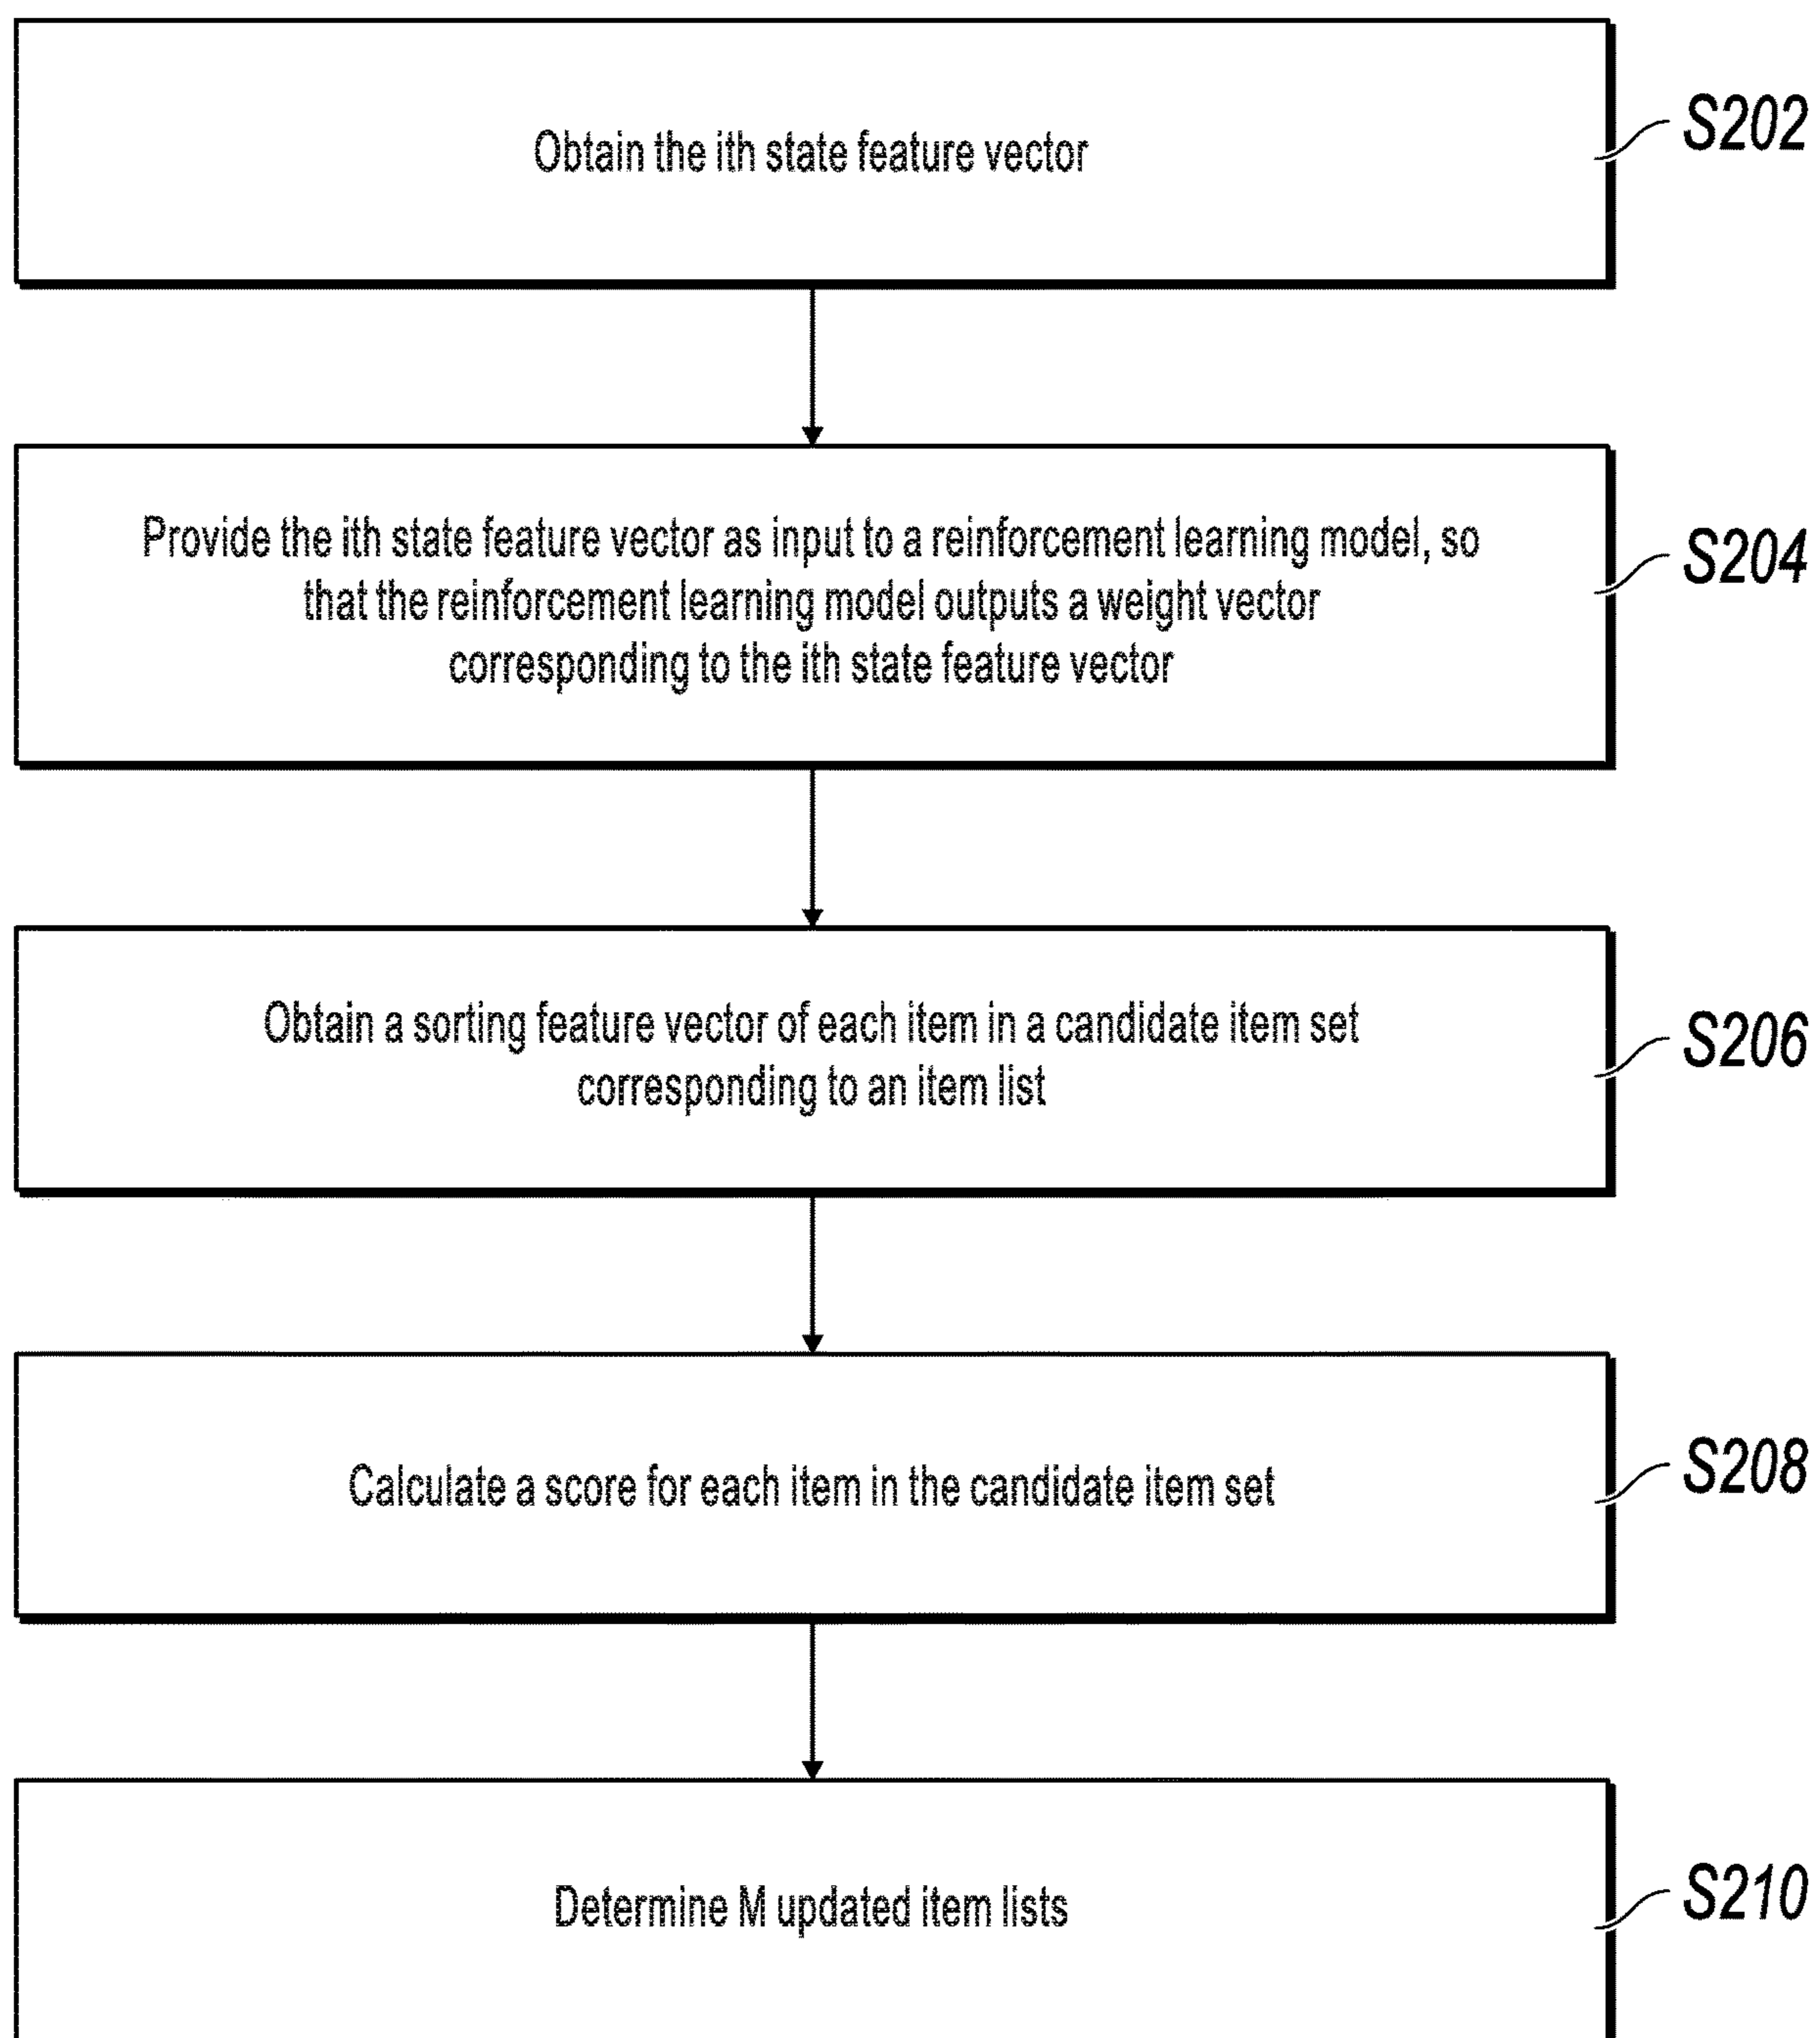 Obtain the ith state feature vector
S202
Provide the ith state feature vector as input to a reinforcement learning model, so
that the reinforcement learning model outputs a weight vector
corresponding to the ith state feature vector
S204
Obtain a sorting feature vector of each item in a candidate item set
corresponding to an item list
S206
Calculate a score for each item in the candidate item set
S208
Determine M updated item lists
S210